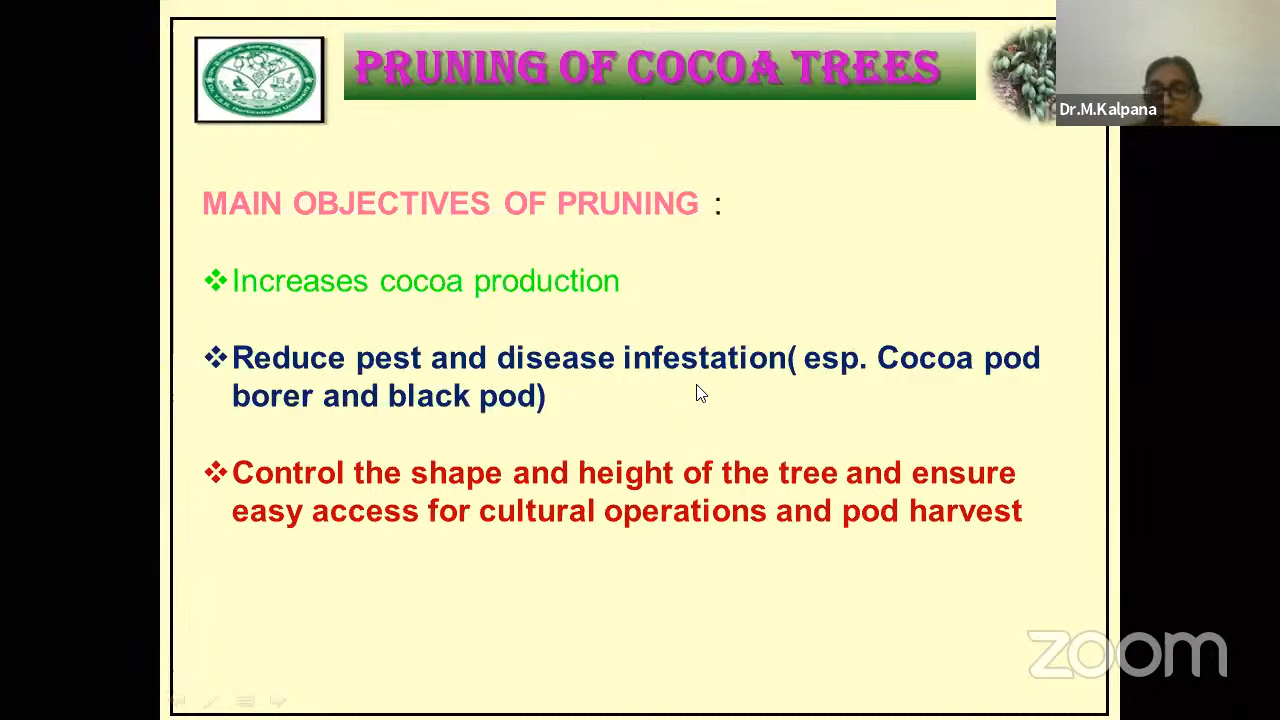 PRUNING OF COCOA TREES
Dr.M.Kalpana
MAIN OBJECTIVES OF PRUNING :
Increases cocoa production
Reduce pest and disease infestation( esp. Cocoa pod
borer and black pod)
Control the shape and height of the tree and ensure
easy access for cultural operations and pod harvest
zoom